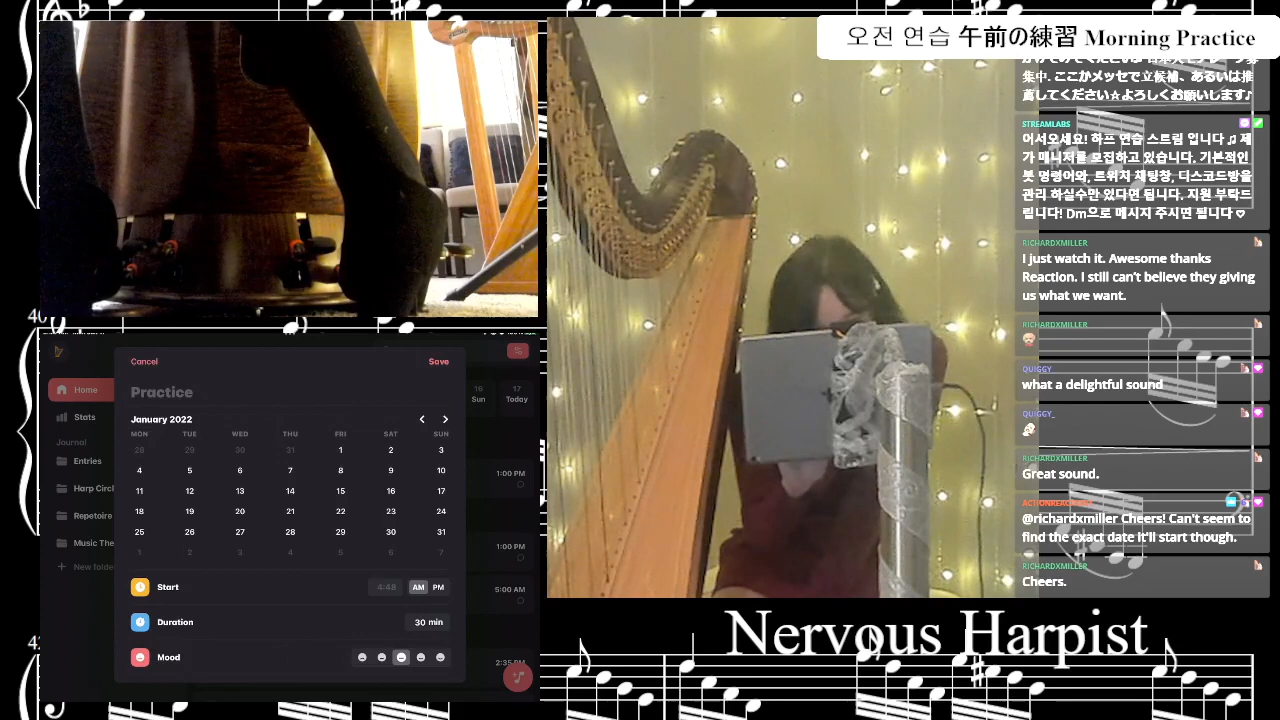 오전 연습 午前の練習 Morning Practice
集中. ここかメッセで立候補、あるいは推
薦してください☆よろしくお願いします♪
STREAMLABS
어서오세요! 하프 연습 스트림 입니다 ♫ 제
가 매니저를 모집하고 있습니다. 기본적인
봇 명령어와, 트위치 채팅창, 디스코드방을
관리 하실수만 있다면 됩니다. 지원 부탁드
립니다! Dm으로 메시지 주시면 됩니다 ♡
RICHARDXMILLER
I just watch it. Awesome thanks
Reaction. I still can't believe they giving
us what we want.
RICHARDXMILLER
QUIGGY_
what a delightful sound
QUIGGY_
RICHARDXMILLER
Great sound.
@richardxmiller Cheers! Can't seem to
find the exact date it'll start though.
RICHARDXMILLER
Cheers.
Nervous Harpist
40
42
Home
Stats
Journal
Entries
Harp Circl
Repetoire
Music The
New folde
Cancel
Save
Practice
January 2022
MON TUE WED THU FRI SAT SUN
28 29 30 31 1 2 3
4 5 6 7 8 9 10
11 12 13 14 15 16 17
18 19 20 21 22 23 24
25 26 27 28 29 30 31
1 2 3 4 5 6 7
Start 4:48 AM PM
Duration 30 min
Mood
16 17
Sun Today
1:00 PM
1:00 PM
5:00 AM
2:35